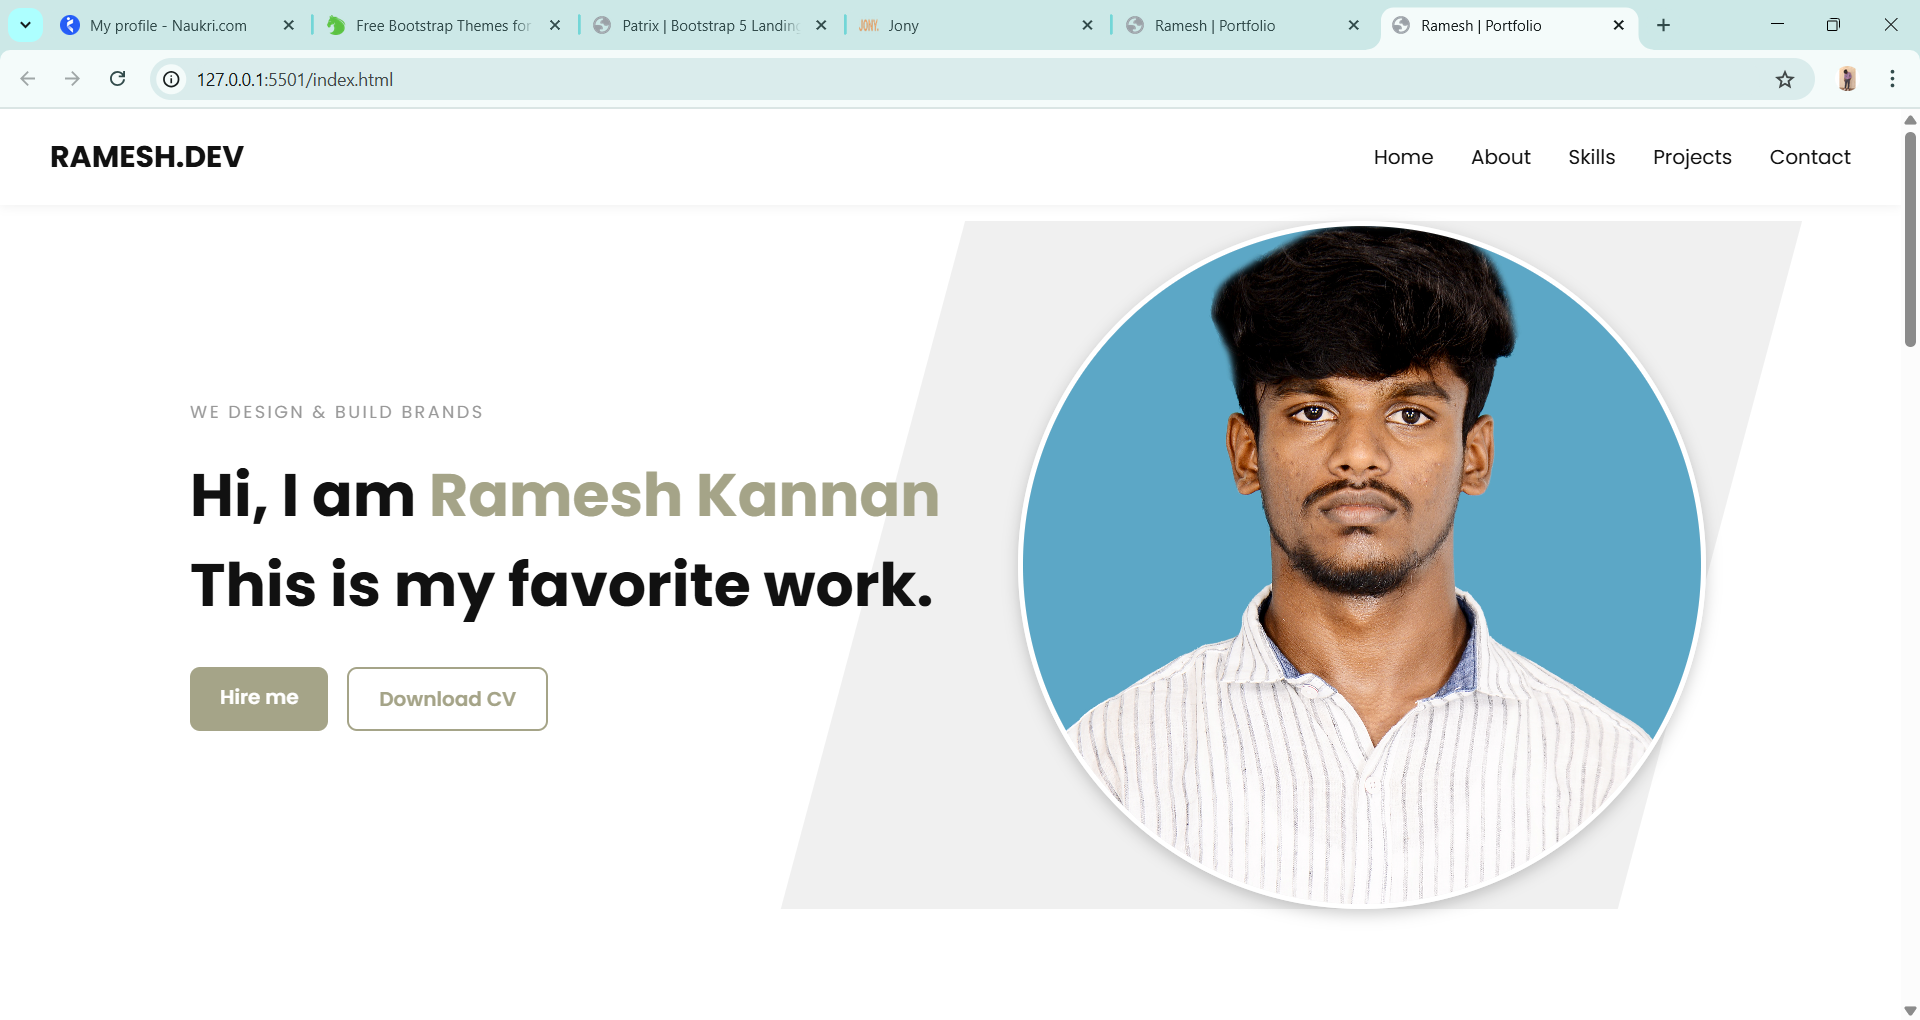 My profile - Naukri.com
Free Bootstrap Themes for
Patrix | Bootstrap 5 Landing
JONY. Jony
Ramesh | Portfolio
Ramesh | Portfolio
127.0.0.1:5501/index.html
RAMESH.DEV
Home About Skills Projects Contact
WE DESIGN & BUILD BRANDS
Hi, I am Ramesh Kannan
This is my favorite work.
Hire me
Download CV